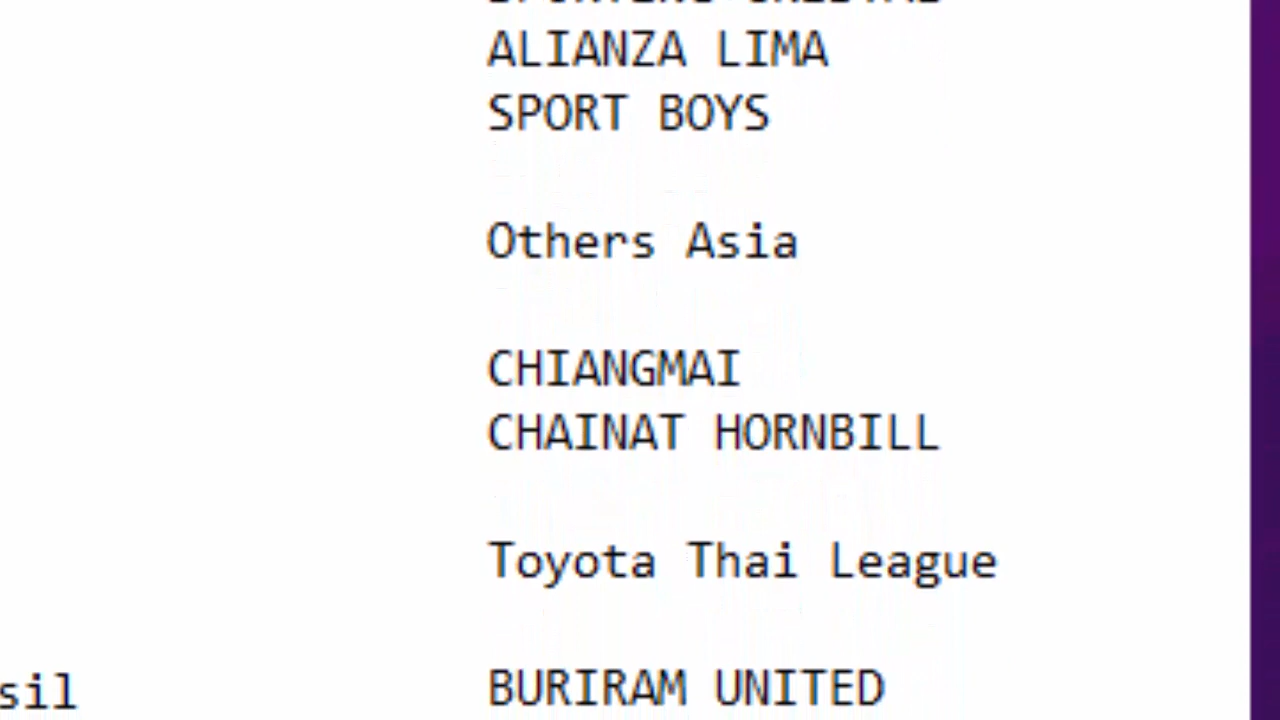 ALIANZA LIMA
SPORT BOYS
Others Asia
CHIANGMAI
CHAINAT HORNBILL
Toyota Thai League
sil
BURIRAM UNITED